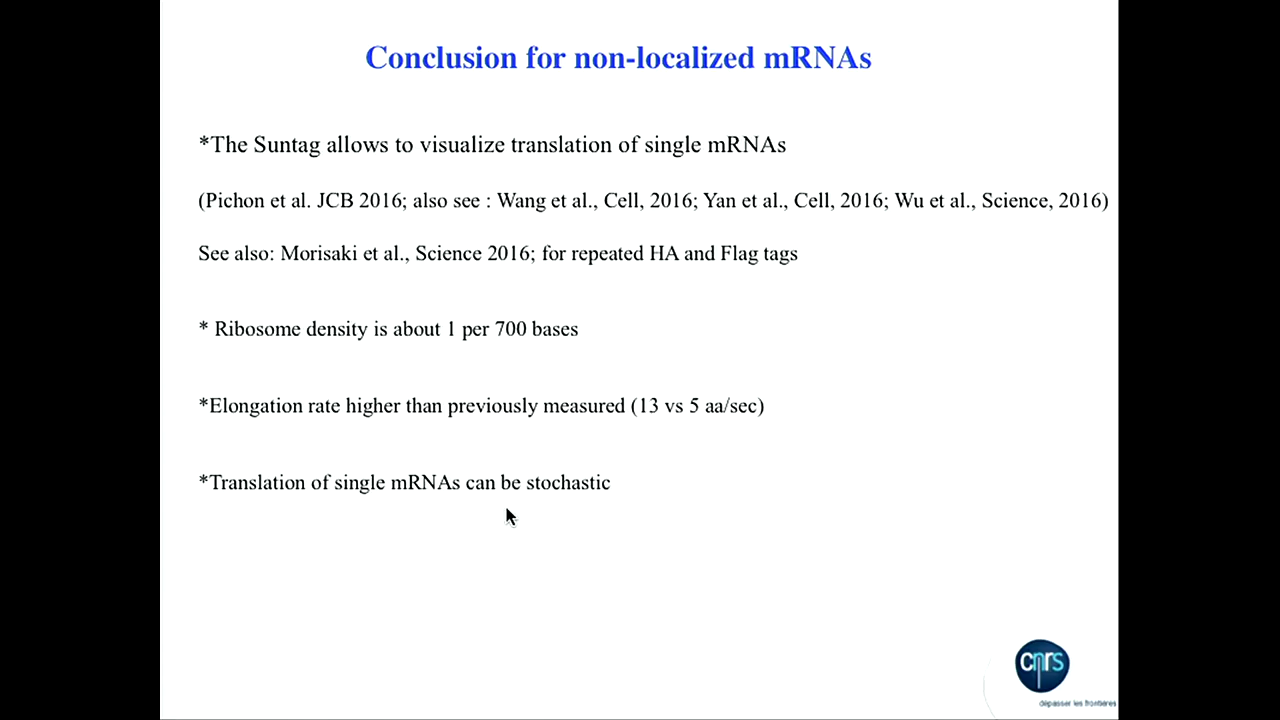 Conclusion for non-localized mRNAs
*The Suntag allows to visualize translation of single mRNAs
(Pichon et al. JCB 2016; also see : Wang et al., Cell, 2016; Yan et al., Cell, 2016; Wu et al., Science, 2016)
See also: Morisaki et al., Science 2016; for repeated HA and Flag tags
* Ribosome density is about 1 per 700 bases
*Elongation rate higher than previously measured (13 vs 5 aa/sec)
*Translation of single mRNAs can be stochastic
cnrs
dépasser les frontières